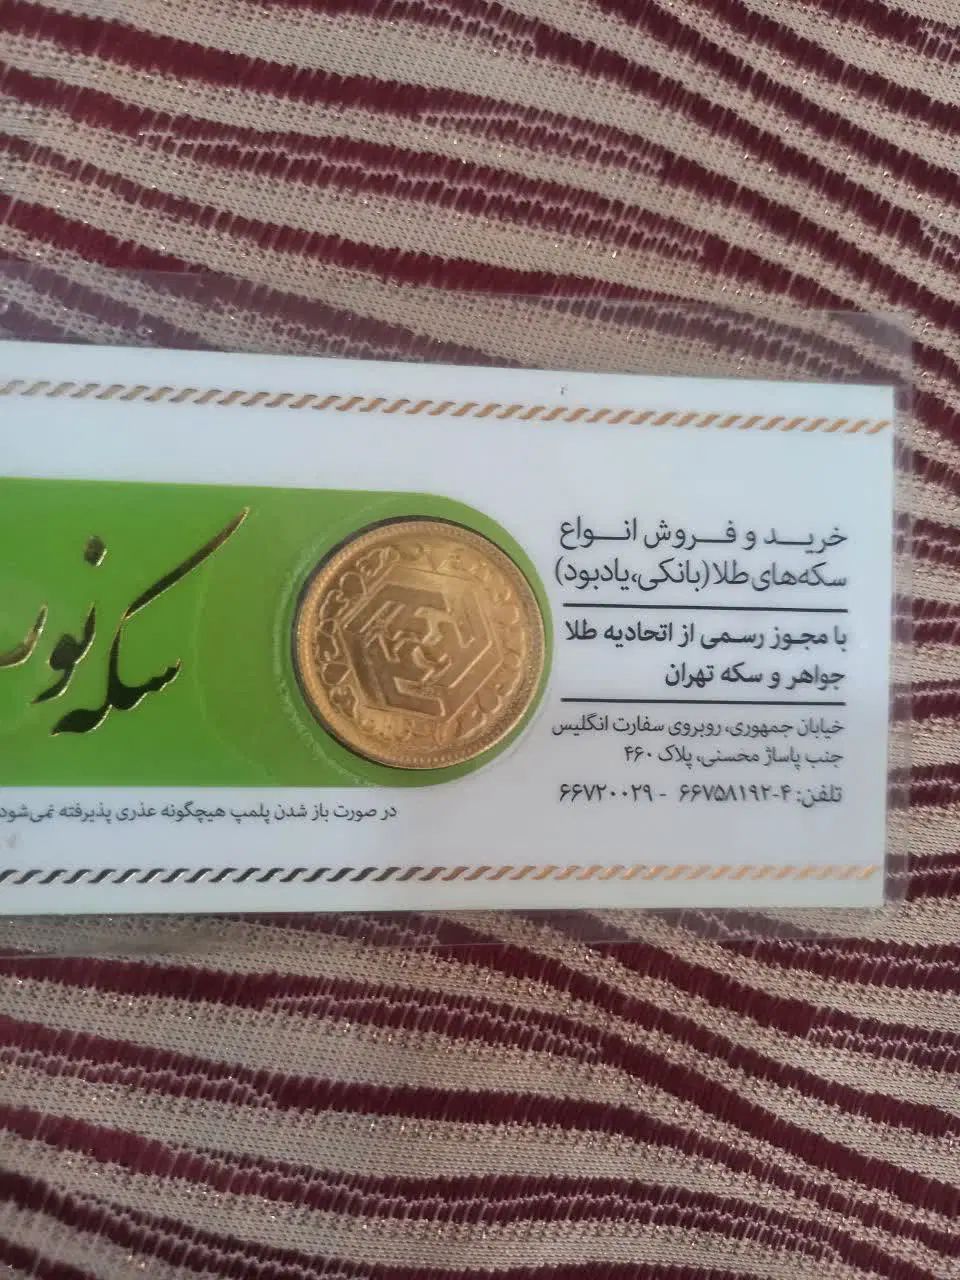 خرید و فروش انواع
سکه‌های طلا (بانکی، یادبود)
با مجوز رسمی از اتحادیه طلا
جواهر و سکه تهران
خیابان جمهوری، روبروی سفارت انگلیس
جنب پاساژ محسنی، پلاک ۴۶۰
تلفن: ۴-۶۶۷۵۸۱۹۲ - ۶۶۷۲۰۰۲۹
سکه نور
در صورت باز شدن پلمپ هیچگونه عذری پذیرفته نمی‌شود